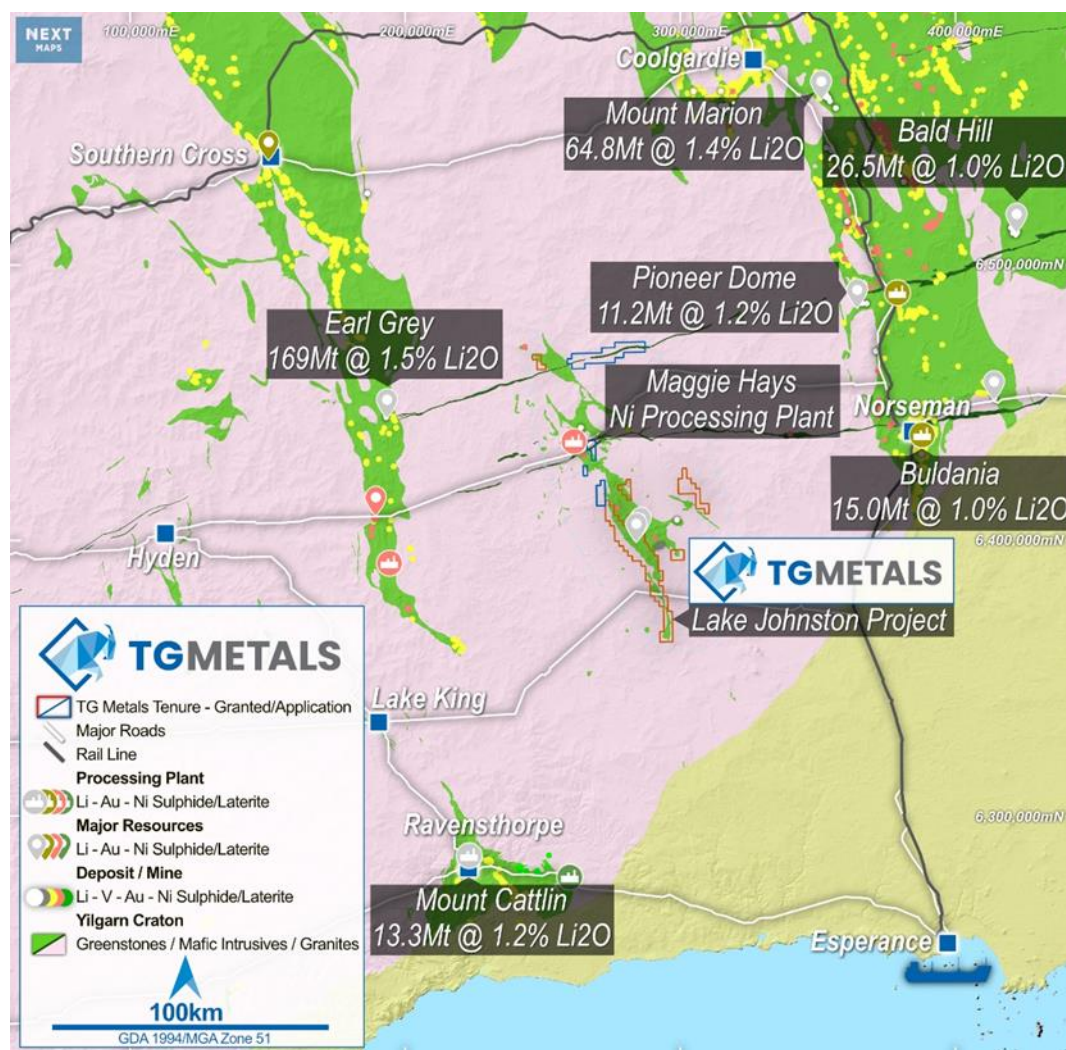 NEXT
MAPS
100,000mE
200,000mE
300,000mE
400,000mE
Coolgardie
Mount Marion
64.8Mt @ 1.4% Li2O
Bald Hill
26.5Mt @ 1.0% Li2O
Southern Cross
6,500,000mN
Pioneer Dome
11.2Mt @ 1.2% Li2O
Earl Grey
169Mt @ 1.5% Li2O
Maggie Hays
Ni Processing Plant
Norseman
Buldania
15.0Mt @ 1.0% Li2O
Hyden
6,400,000mN
TGMETALS
Lake Johnston Project
TGMETALS
TG Metals Tenure - Granted/Application
Major Roads
Rail Line
Processing Plant
Li - Au - Ni Sulphide/Laterite
Major Resources
Li - Au - Ni Sulphide/Laterite
Deposit / Mine
Li - V - Au - Ni Sulphide/Laterite
Yilgarn Craton
Greenstones / Mafic Intrusives / Granites
100km
GDA 1994/MGA Zone 51
Lake King
6,300,000mN
Ravensthorpe
Mount Cattlin
13.3Mt @ 1.2% Li2O
Esperance